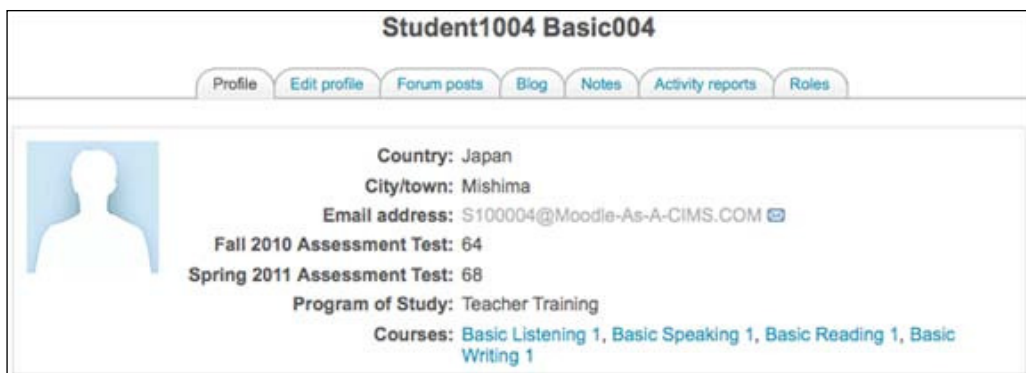 Student1004 Basic004
Profile Edit profile Forum posts Blog Notes Activity reports Roles
Country: Japan
City/town: Mishima
Email address: S100004@Moodle-As-A-CIMS.COM
Fall 2010 Assessment Test: 64
Spring 2011 Assessment Test: 68
Program of Study: Teacher Training
Courses: Basic Listening 1, Basic Speaking 1, Basic Reading 1, Basic
Writing 1